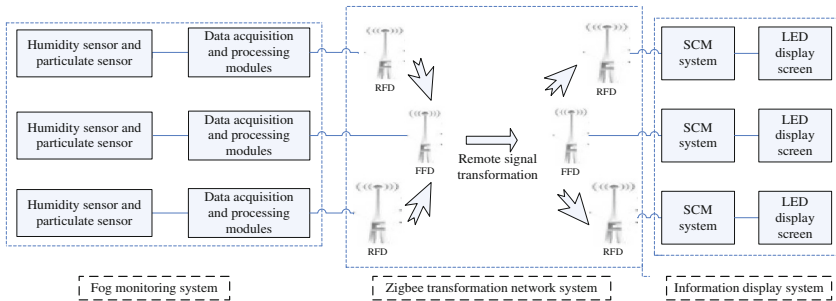 Humidity sensor and
particulate sensor
Data acquisition
and processing
modules
RFD
RFD
SCM
system
LED
display
screen
Humidity sensor and
particulate sensor
Data acquisition
and processing
modules
FFD
Remote signal
transformation
FFD
SCM
system
LED
display
screen
Humidity sensor and
particulate sensor
Data acquisition
and processing
modules
RFD
RFD
SCM
system
LED
display
screen
Fog monitoring system
Zigbee transformation network system
Information display system